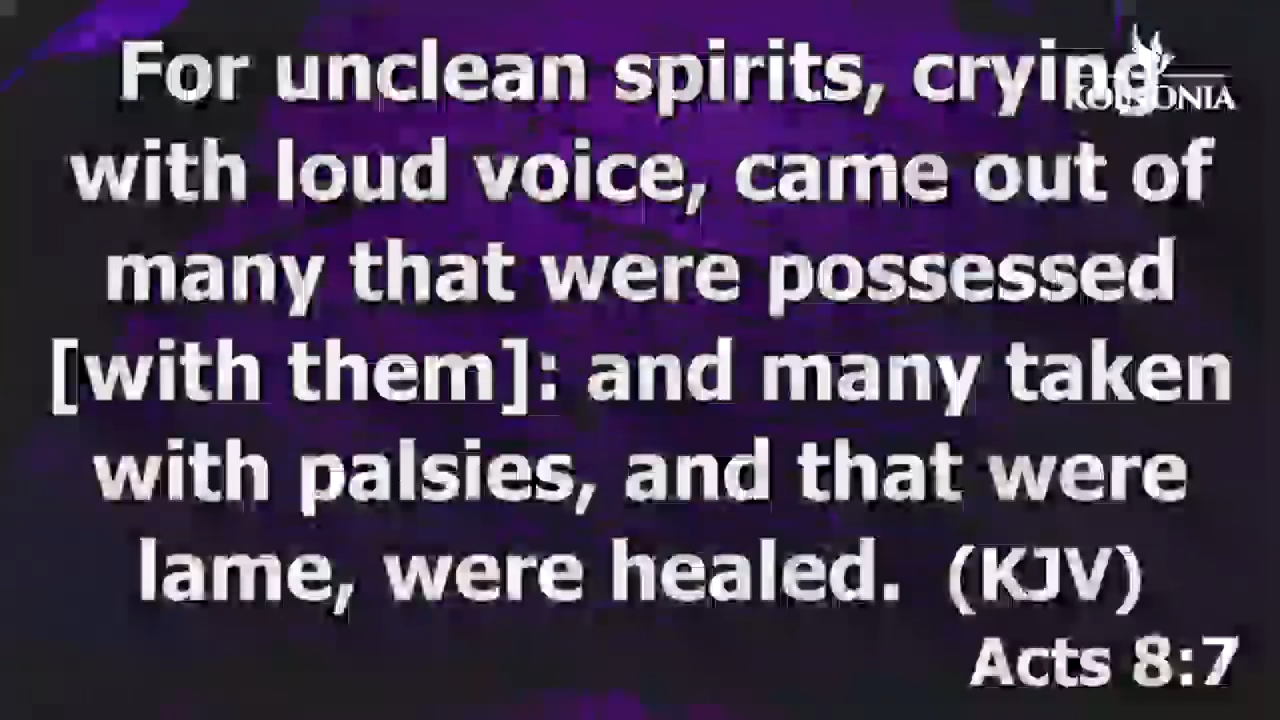 For unclean spirits, crying
KOINONIA
with loud voice, came out of
many that were possessed
[with them]: and many taken
with palsies, and that were
lame, were healed. (KJV)
Acts 8:7